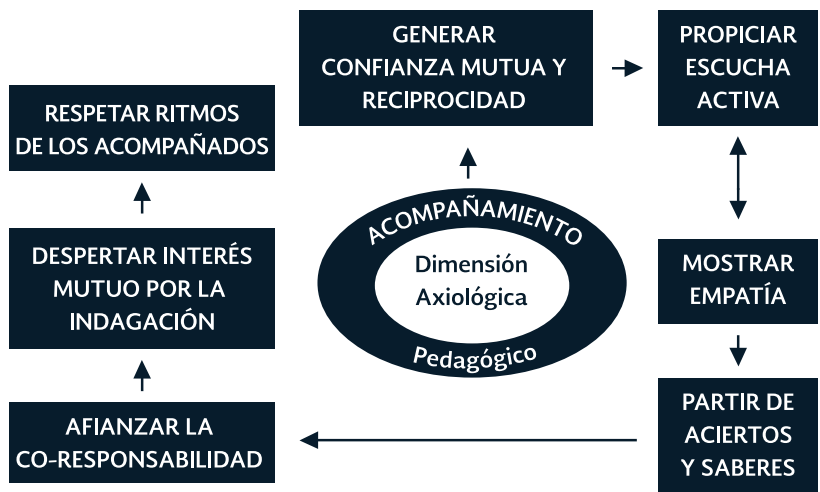 GENERAR
CONFIANZA MUTUA Y
RECIPROCIDAD
PROPICIAR
ESCUCHA
ACTIVA
RESPETAR RITMOS
DE LOS ACOMPAÑADOS
ACOMPAÑAMIENTO
Dimensión
Axiológica
Pedagógico
DESPERTAR INTERÉS
MUTUO POR LA
INDAGACIÓN
MOSTRAR
EMPATÍA
AFIANZAR LA
CO-RESPONSABILIDAD
PARTIR DE
ACIERTOS
Y SABERES